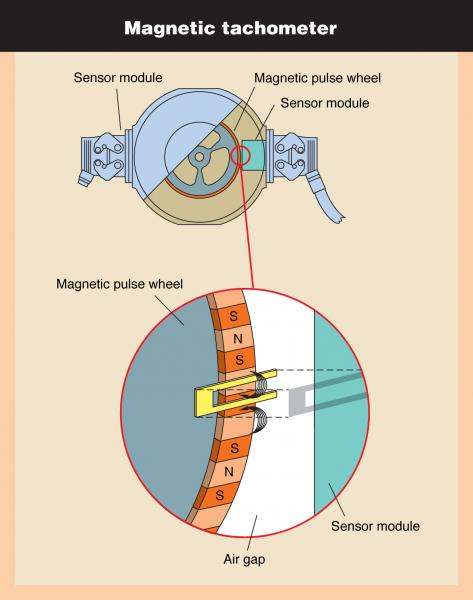 Magnetic tachometer
Sensor module
Magnetic pulse wheel
Sensor module
Magnetic pulse wheel
S
N
S
S
N
S
Sensor module
Air gap